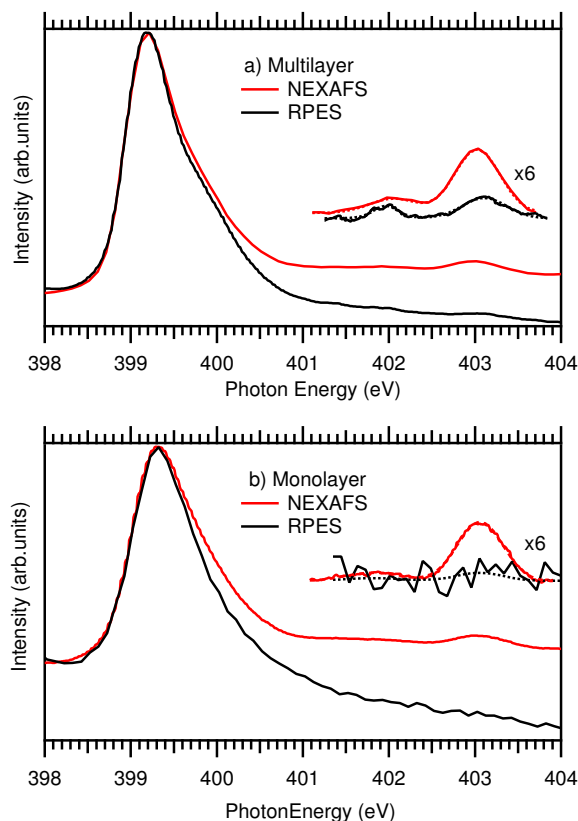 a) Multilayer
NEXAFS
RPES
x6
Intensity (arb.units)
398 399 400 401 402 403 404
Photon Energy (eV)
b) Monolayer
NEXAFS
RPES
x6
Intensity (arb.units)
398 399 400 401 402 403 404
PhotonEnergy (eV)